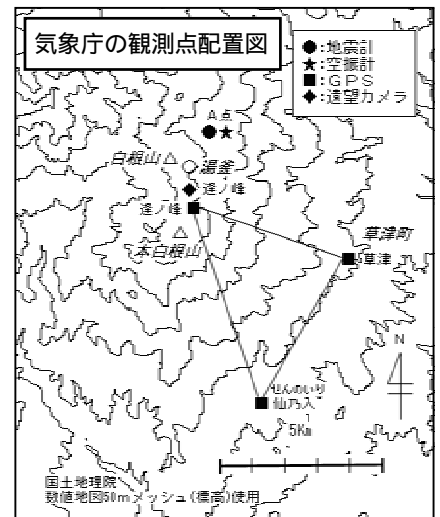 気象庁の観測点配置図
●:地震計
★:空振計
■:GPS
◆:遠望カメラ
A点
白根山
湯釜
逢ノ峰
逢ノ峰
本白根山
草津町
草津
N
せんのいり
仙乃入
5Km
国土地理院
数値地図50mメッシュ(標高)使用